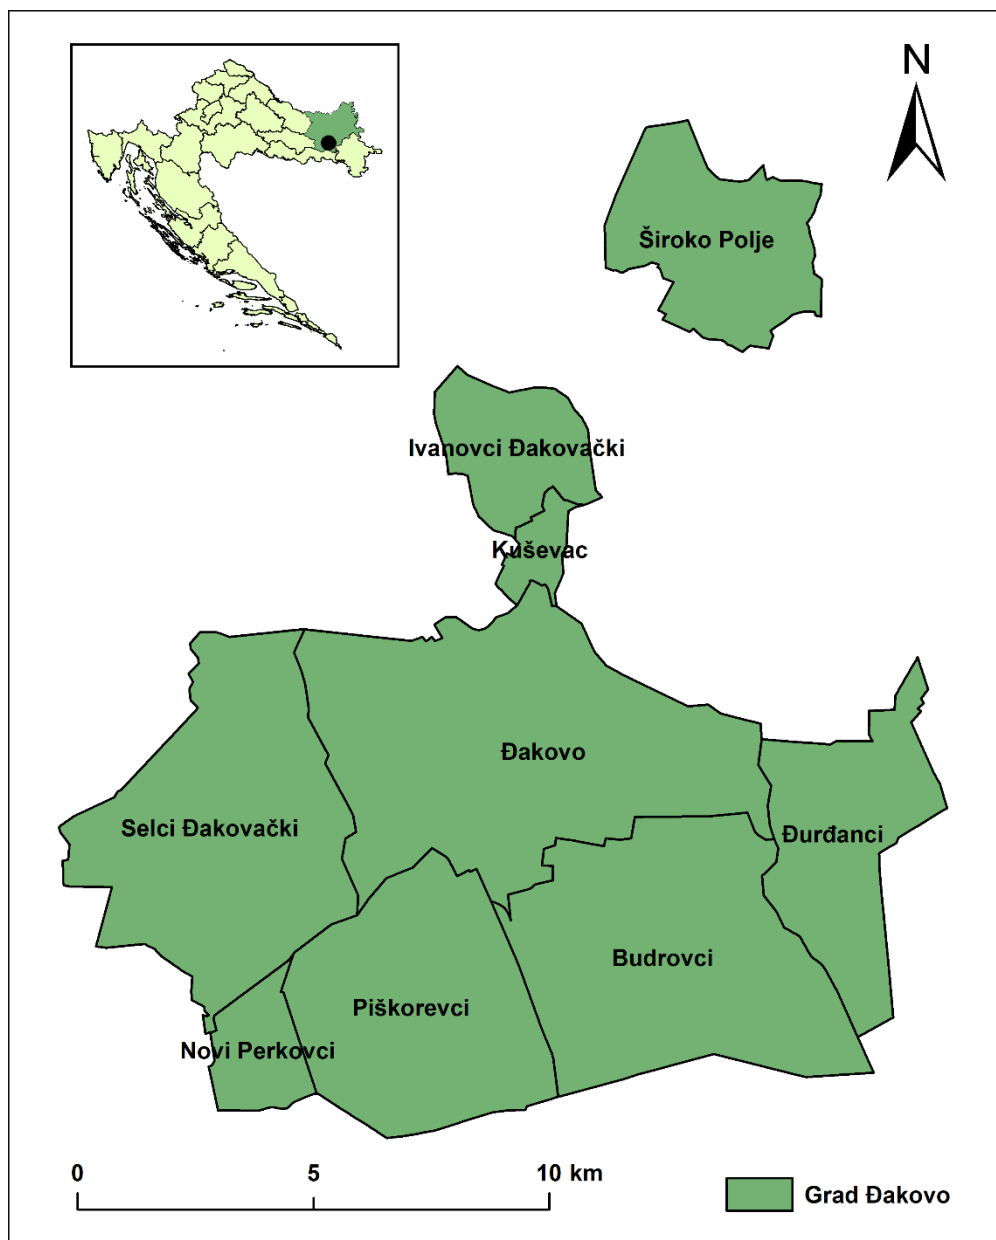 N
Široko Polje
Ivanovci Đakovački
Kuševac
Đakovo
Selci Đakovački
Đurđanci
Budrovci
Piškorevci
Novi Perkovci
0 5 10 km
Grad Đakovo